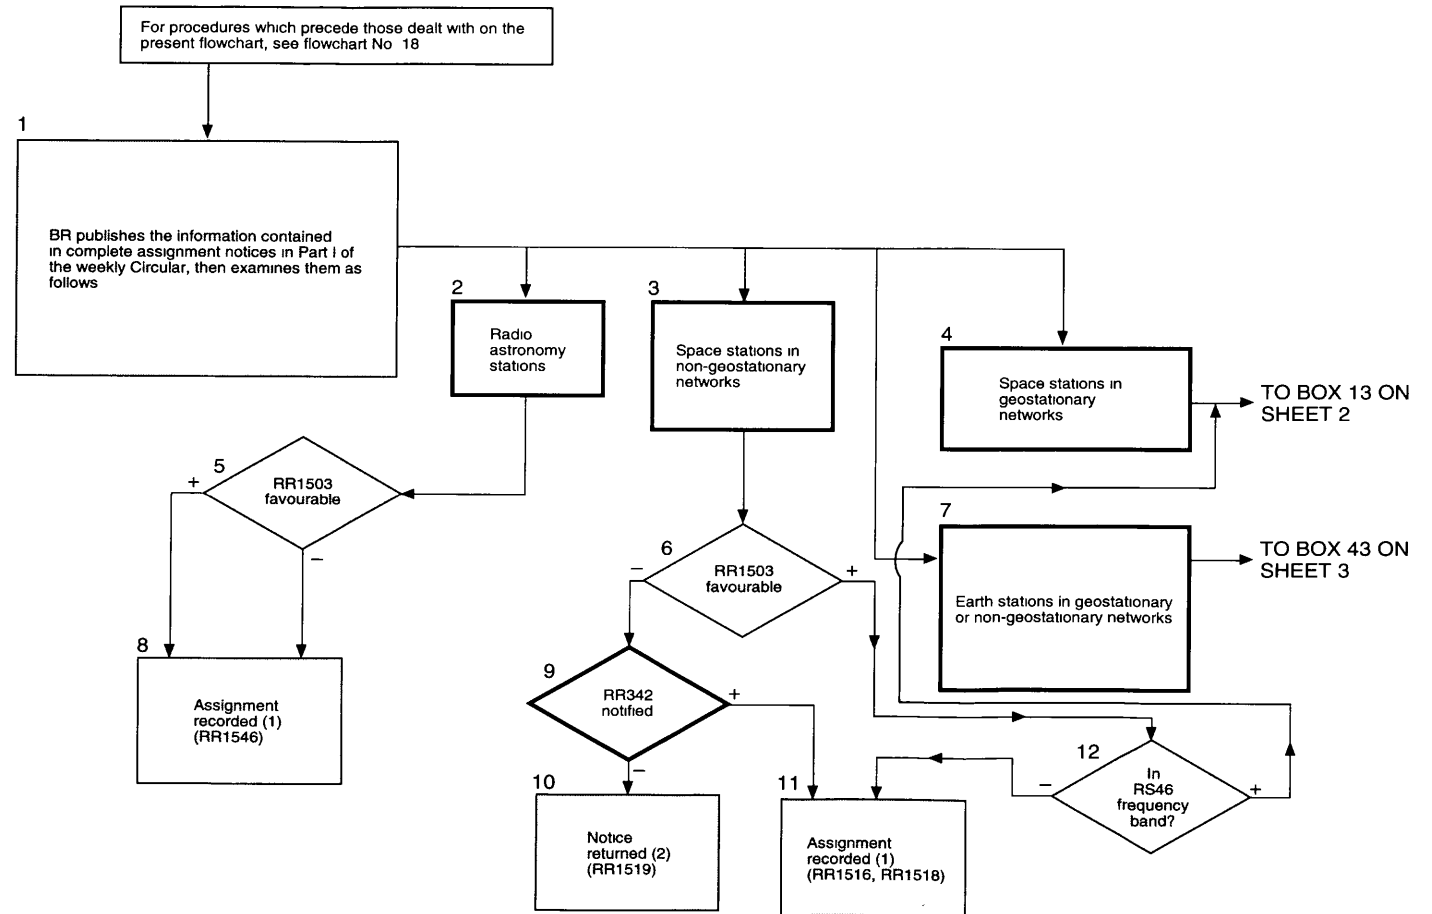 For procedures which precede those dealt with on the
present flowchart, see flowchart No 18
1
BR publishes the information contained
in complete assignment notices in Part I of
the weekly Circular, then examines them as
follows
2
Radio
astronomy
stations
3
Space stations in
non-geostationary
networks
4
Space stations in
geostationary
networks
TO BOX 13 ON
SHEET 2
5
RR1503
favourable
+
−
6
RR1503
favourable
−
+
7
Earth stations in geostationary
or non-geostationary networks
TO BOX 43 ON
SHEET 3
8
Assignment
recorded (1)
(RR1546)
9
RR342
notified
+
−
10
Notice
returned (2)
(RR1519)
11
Assignment
recorded (1)
(RR1516, RR1518)
12
In
RS46
frequency
band?
−
+